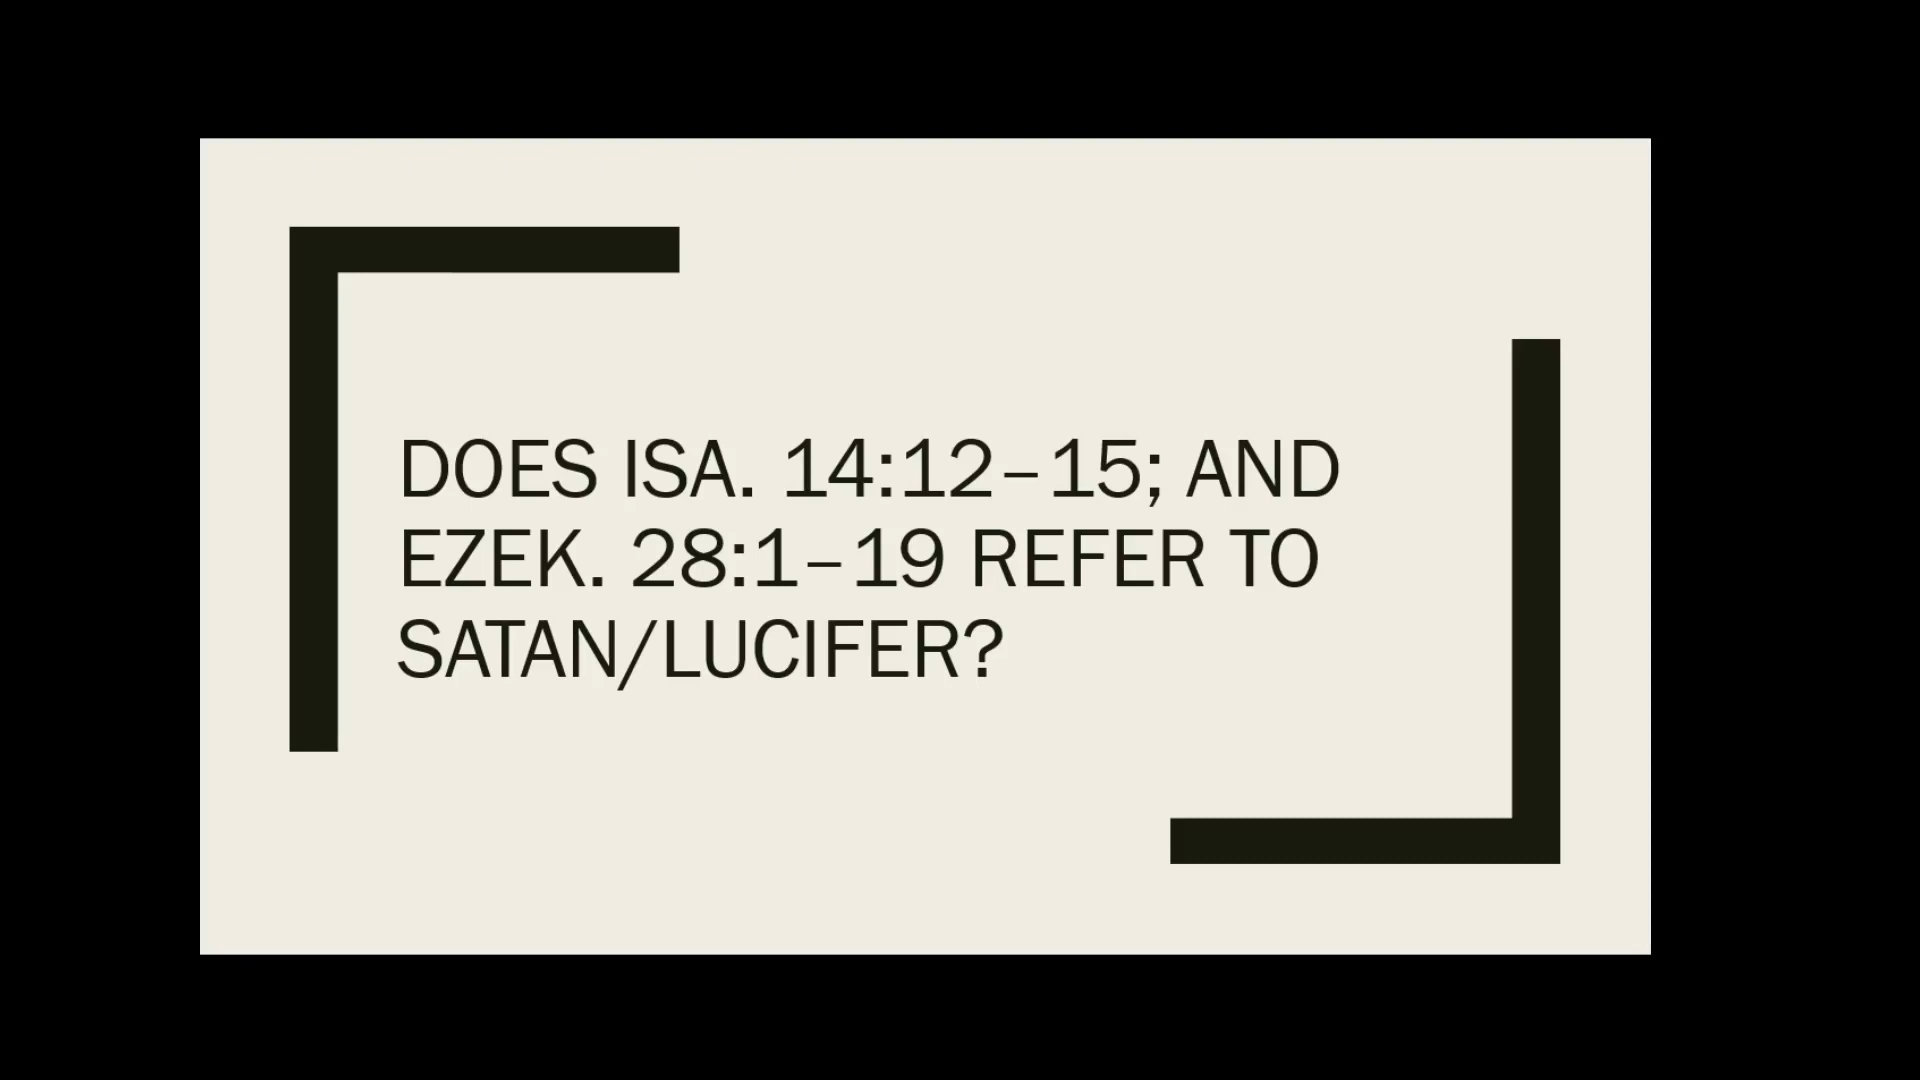 DOES ISA. 14:12–15; AND
EZEK. 28:1–19 REFER TO
SATAN/LUCIFER?